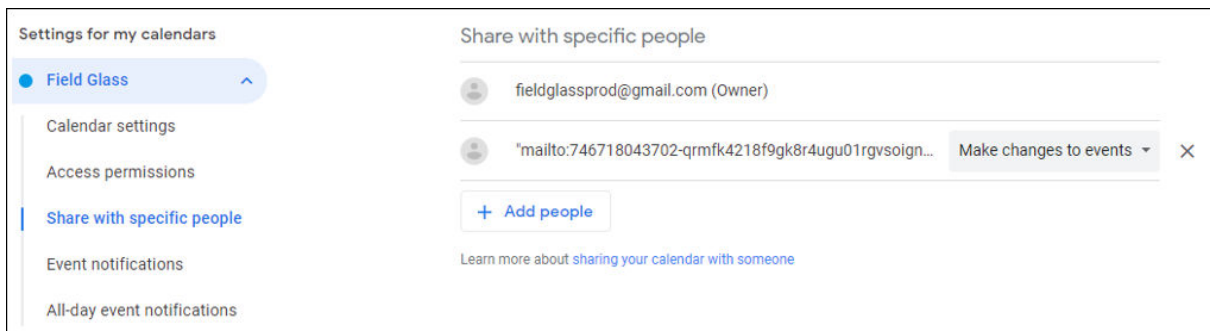 Settings for my calendars
Field Glass
Calendar settings
Access permissions
Share with specific people
Event notifications
All-day event notifications
Share with specific people
fieldglassprod@gmail.com (Owner)
"mailto:746718043702-qrmfk4218f9gk8r4ugu01rgvsoign... Make changes to events
+ Add people
Learn more about sharing your calendar with someone